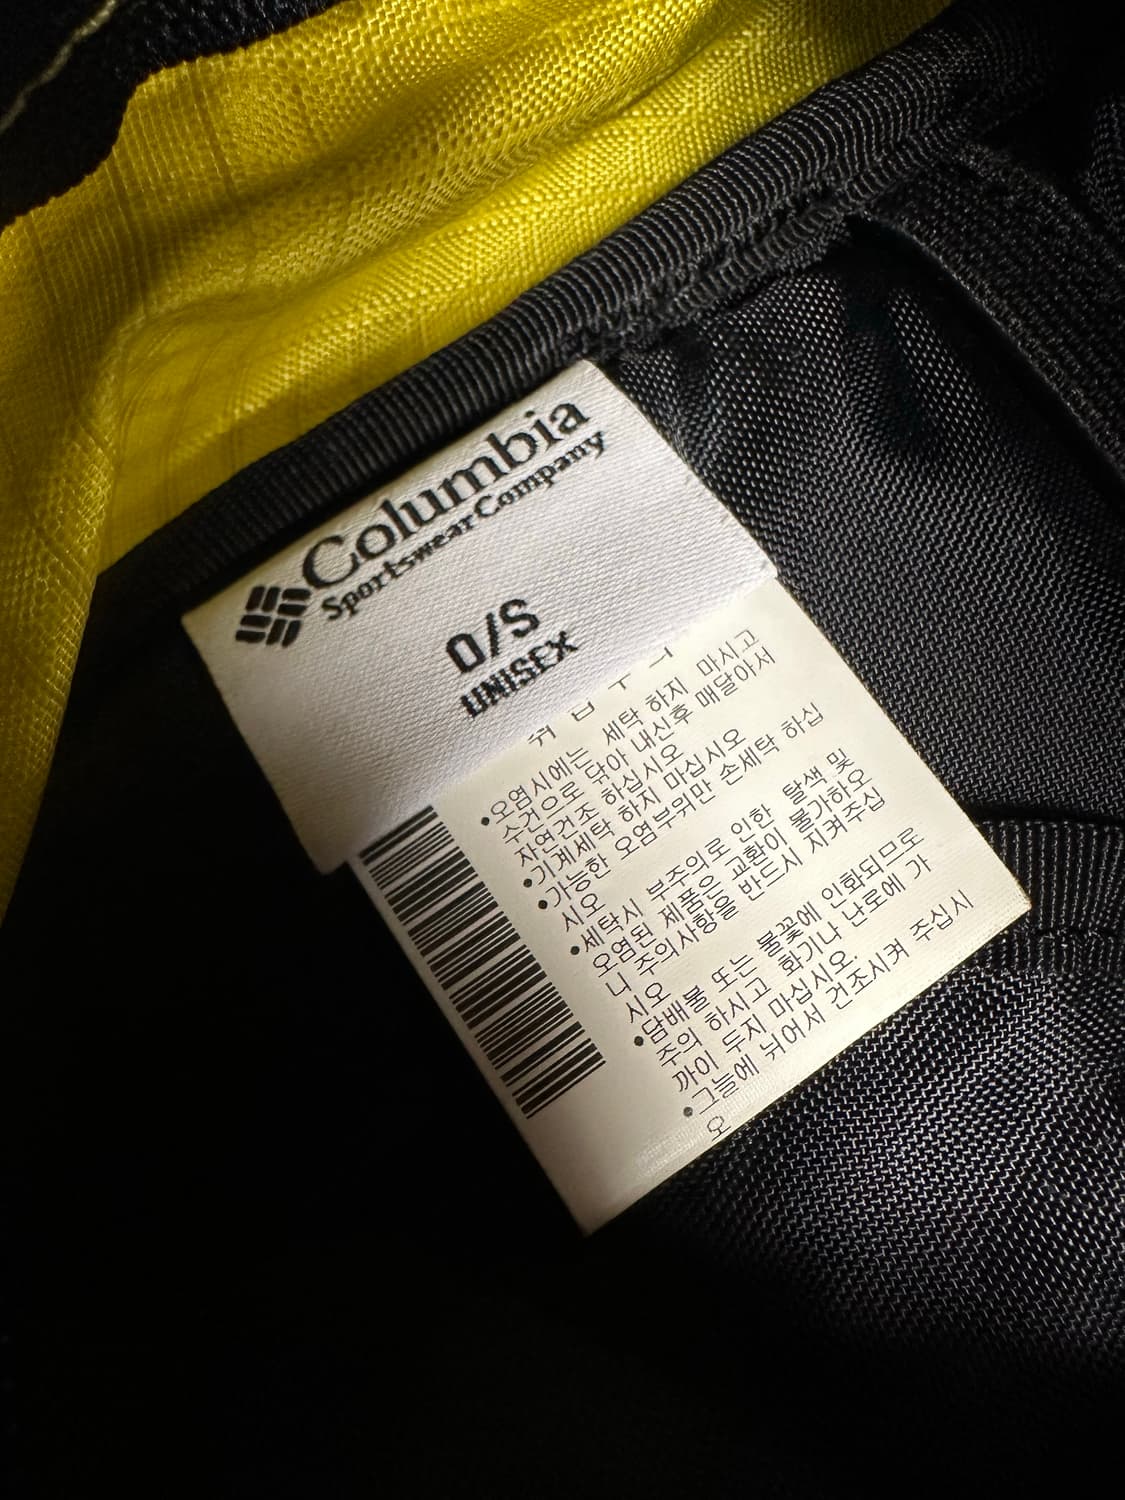 Columbia
Sportswear Company
O/S
UNISEX
취 급 주
•오염시에는 세탁 하지 마시고
수건으로 닦아 내신후 매달아서
자연건조 하십시오
•기계세탁 하지 마십시오
•가능한 오염부위만 손세탁 하십
시오
•세탁시 부주의로 인한 탈색 및
오염된 제품은 교환이 불가하오
니 주의사항을 반드시 지켜주십
시오
•담배불 또는 불꽃에 인화되므로
주의 하시고 화기나 난로에 가
까이 두지 마십시오.
•그늘에 뉘어서 건조시켜 주십시
오